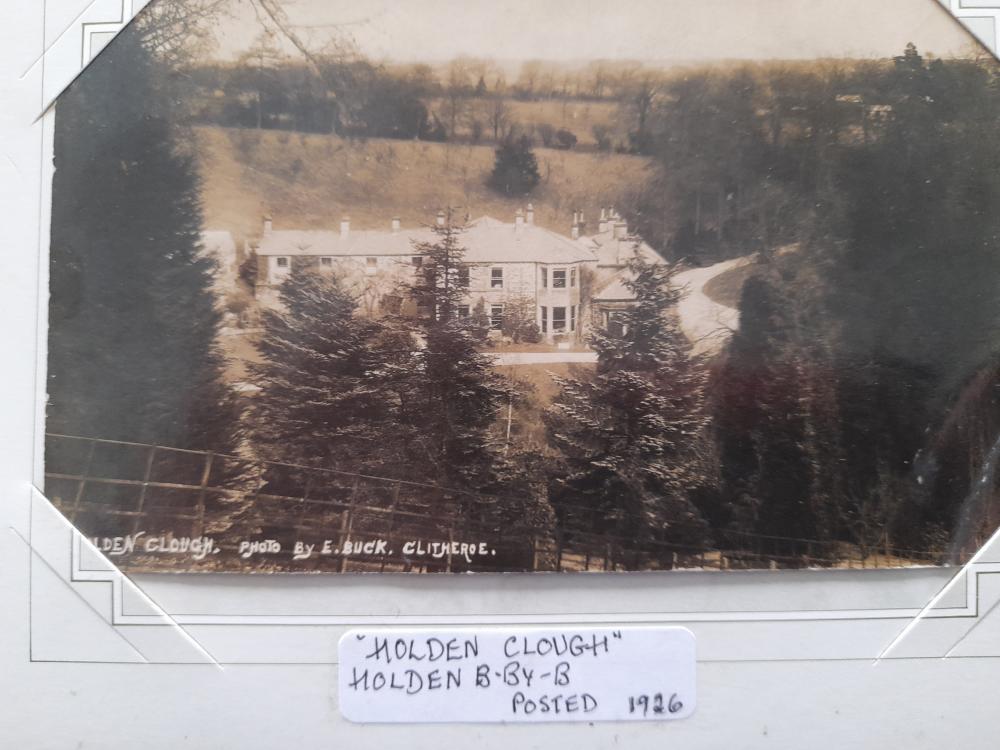 LDEN CLOUGH. PHOTO BY E. BUCK. CLITHEROE.
"HOLDEN CLOUGH"
HOLDEN B-BY-B
POSTED 1926